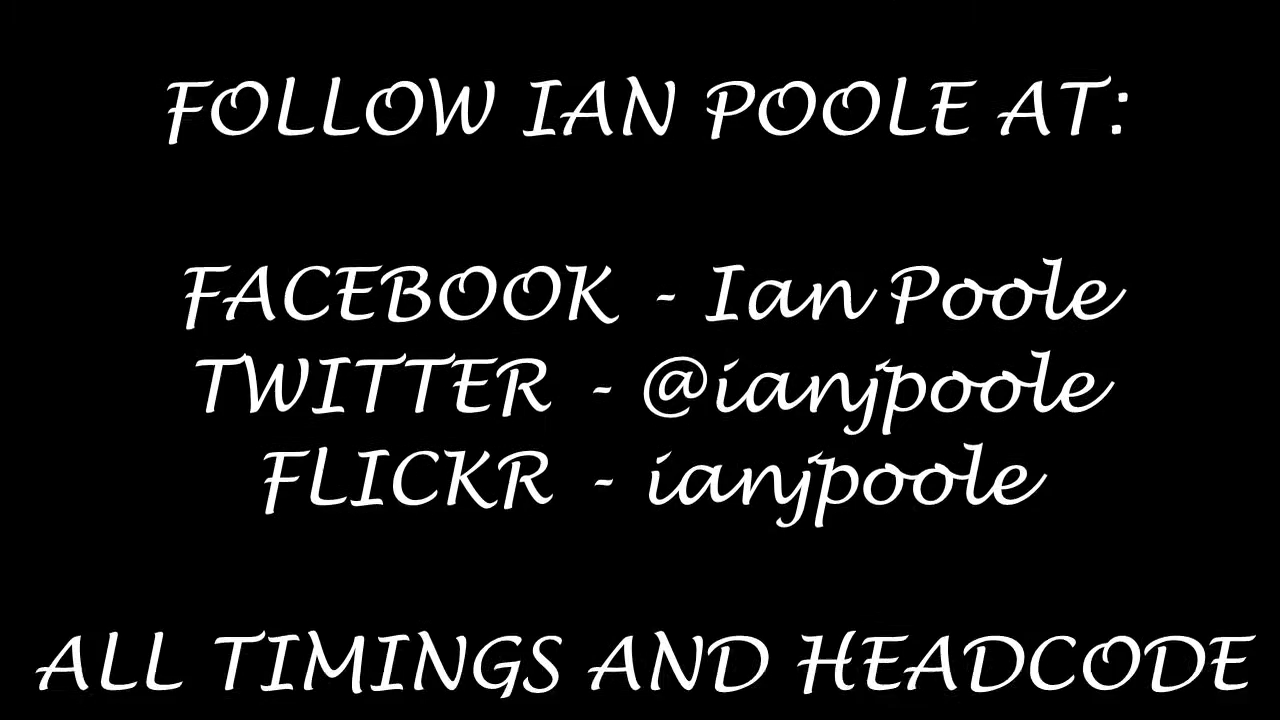 FOLLOW IAN POOLE AT:
FACEBOOK - Ian Poole
TWITTER - @ianjpoole
FLICKR - ianjpoole
ALL TIMINGS AND HEADCODE